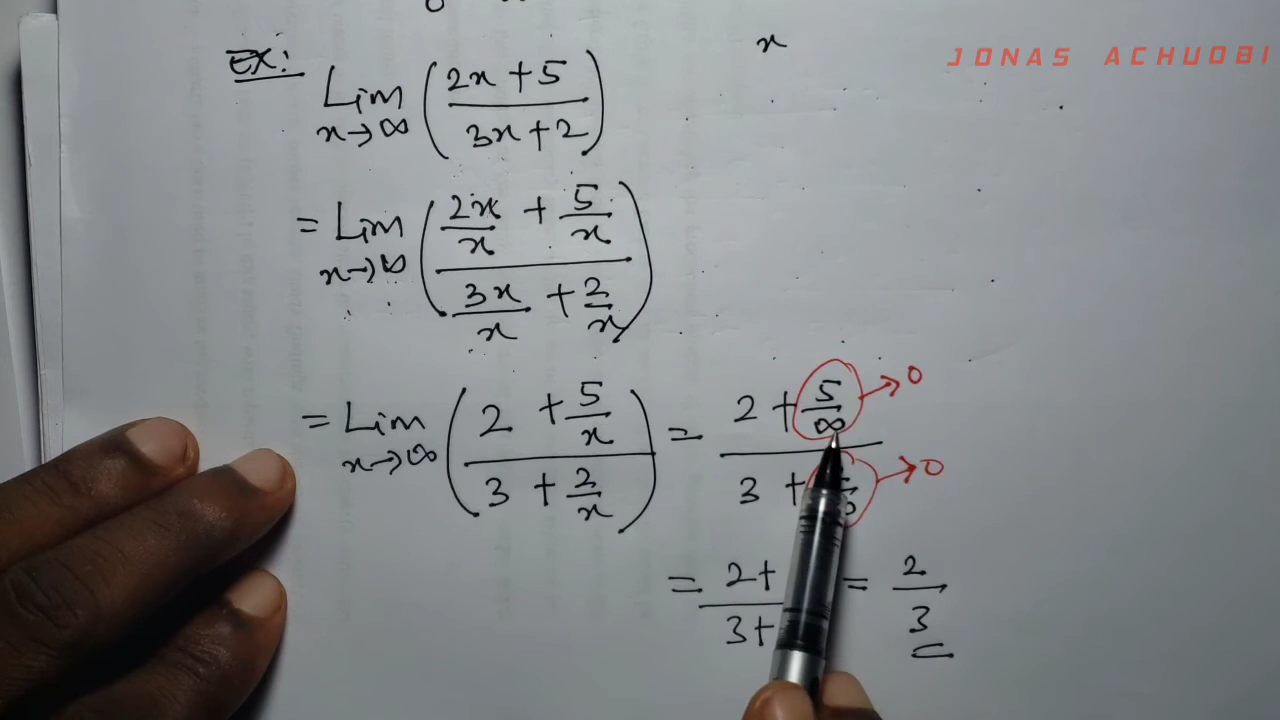 JONAS ACHUOBI
x
EX: Lim x→∞ ( (2x + 5) / (3x + 2) )
= Lim x→∞ ( (2x/x + 5/x) / (3x/x + 2/x) )
= Lim x→∞ ( (2 + 5/x) / (3 + 2/x) ) = (2 + 5/∞ → 0) / (3 + → 0)
= 2+ / 3+ = 2/3